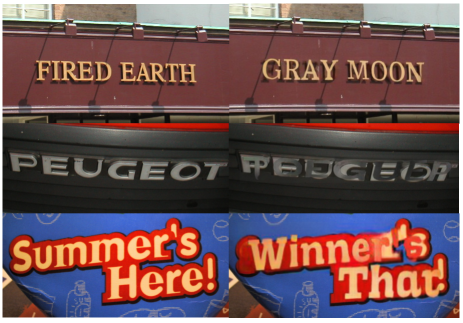 FIRED EARTH
GRAY MOON
PEUGEOT
Summer's
Here!
Winner's
That!